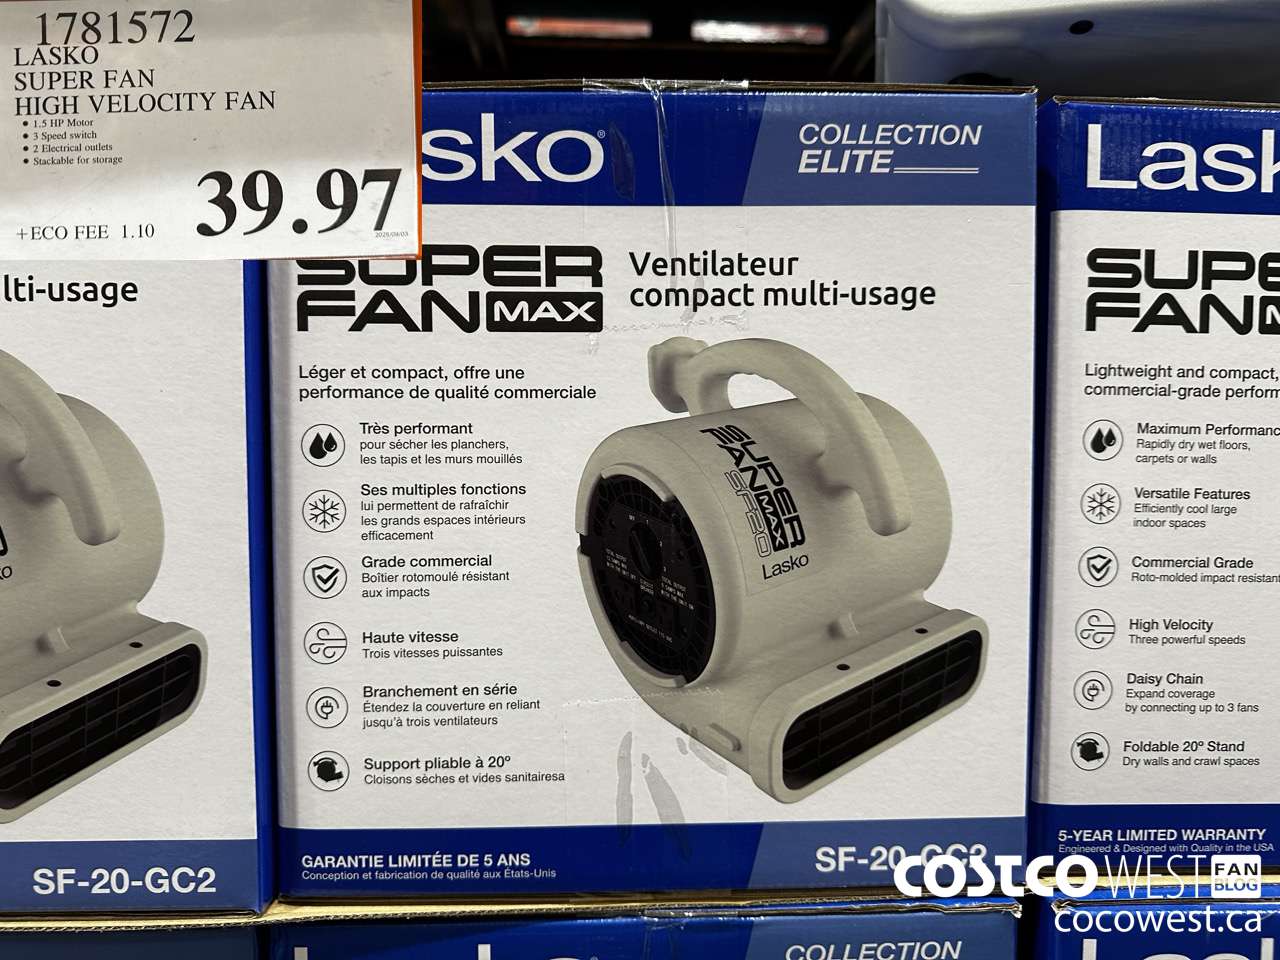 1781572
LASKO
SUPER FAN
HIGH VELOCITY FAN
• 1.5 HP Motor
• 3 Speed switch
• 2 Electrical outlets
• Stackable for storage
39.97
+ECO FEE 1.10
lti-usage
SF-20-GC2
sko®
COLLECTION
ELITE
SUPER
FAN MAX
Ventilateur
compact multi-usage
Léger et compact, offre une
performance de qualité commerciale
Très performant
pour sécher les planchers,
les tapis et les murs mouillés
Ses multiples fonctions
lui permettent de rafraîchir
les grands espaces intérieurs
efficacement
Grade commercial
Boîtier rotomoulé résistant
aux impacts
Haute vitesse
Trois vitesses puissantes
Branchement en série
Étendez la couverture en reliant
jusqu'à trois ventilateurs
Support pliable à 20º
Cloisons sèches et vides sanitairesa
SUPER
FAN MAX
SF20
Lasko
GARANTIE LIMITÉE DE 5 ANS
Conception et fabrication de qualité aux États-Unis
SF-20-GC2
Lask
SUPE
FAN
Lightweight and compact,
commercial-grade perform
Maximum Performanc
Rapidly dry wet floors,
carpets or walls
Versatile Features
Efficiently cool large
indoor spaces
Commercial Grade
Roto-molded impact resistant
High Velocity
Three powerful speeds
Daisy Chain
Expand coverage
by connecting up to 3 fans
Foldable 20º Stand
Dry walls and crawl spaces
5-YEAR LIMITED WARRANTY
Engineered & Designed with Quality in the USA
COLLECTION
COSTCO WEST FAN BLOG
cocowest.ca